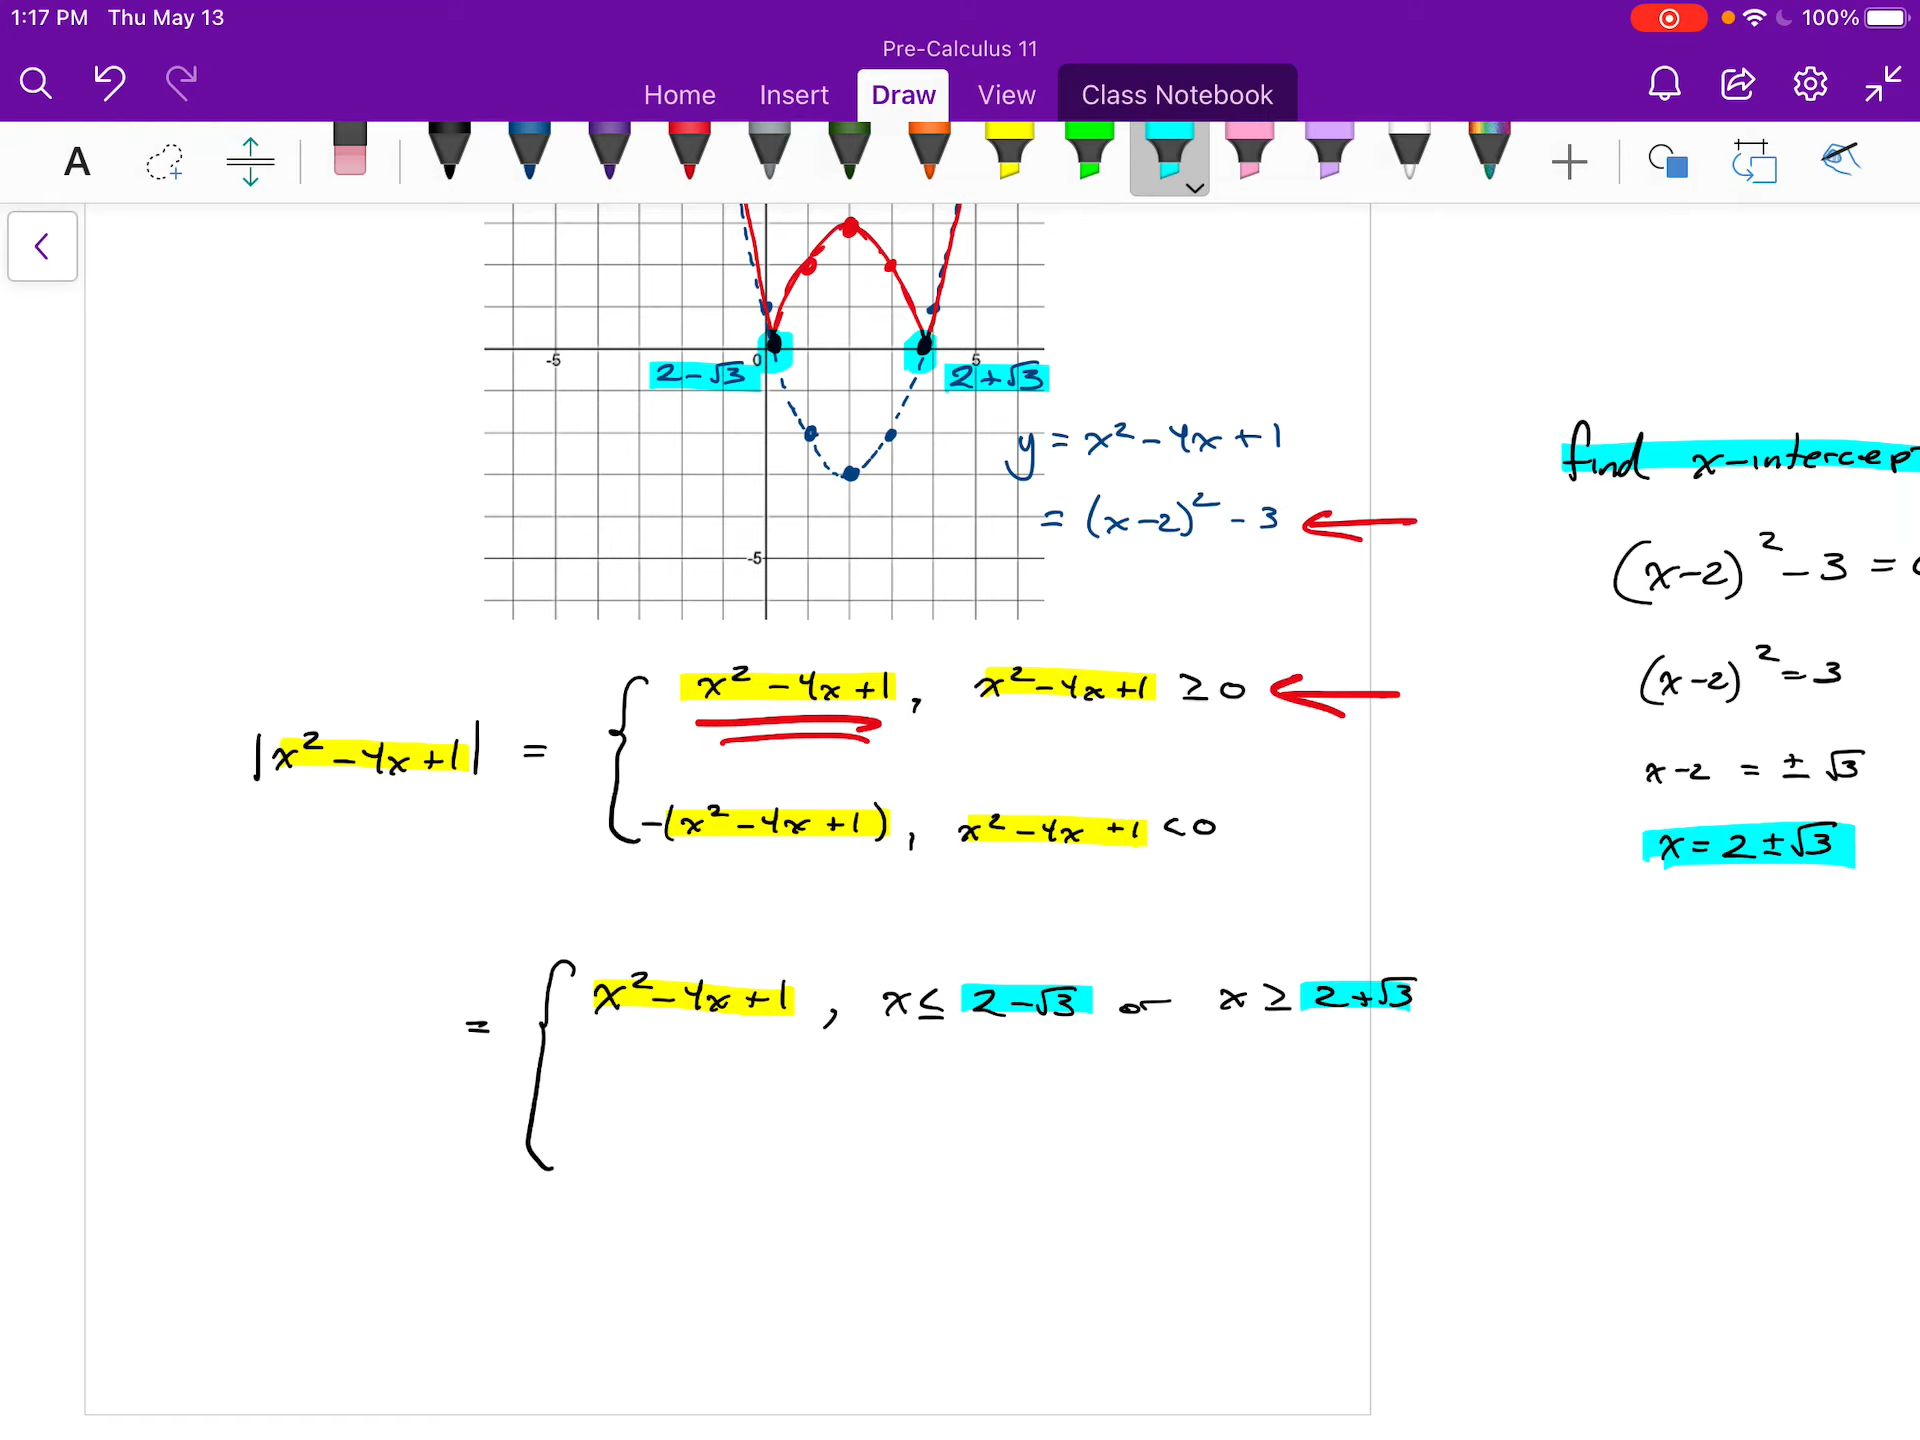 1:17 PM Thu May 13
100%
Pre-Calculus 11
Home Insert Draw View Class Notebook
A
-5 0 5
2-√3
2+√3
-5
y = x² - 4x + 1
= (x-2)² - 3
|x² - 4x + 1| = { x² - 4x + 1, x² - 4x + 1 ≥ 0
-(x² - 4x + 1), x² - 4x + 1 < 0
= { x² - 4x + 1, x ≤ 2-√3 or x ≥ 2+√3
find x-intercep
(x-2)² - 3 =
(x-2)² = 3
x-2 = ± √3
x = 2 ± √3